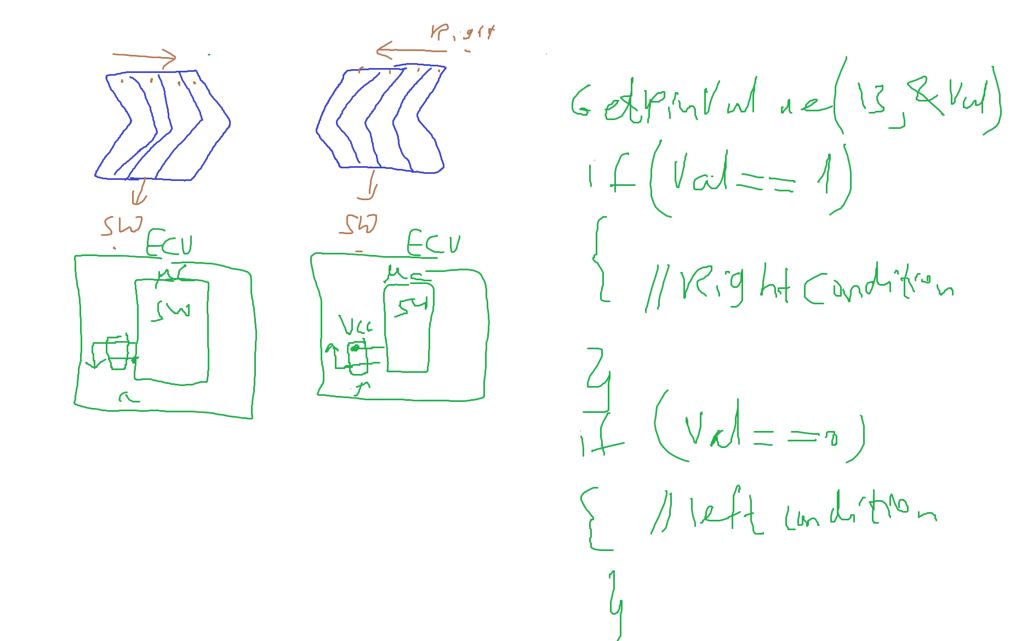 Right
SW
SW
ECU
ECU
μC
μC
SW
SW
VCC
GetPinValue(13, &Val)
if (Val == 1)
{
//Right Condition
}
if (Val == 0)
{ //left condition
}